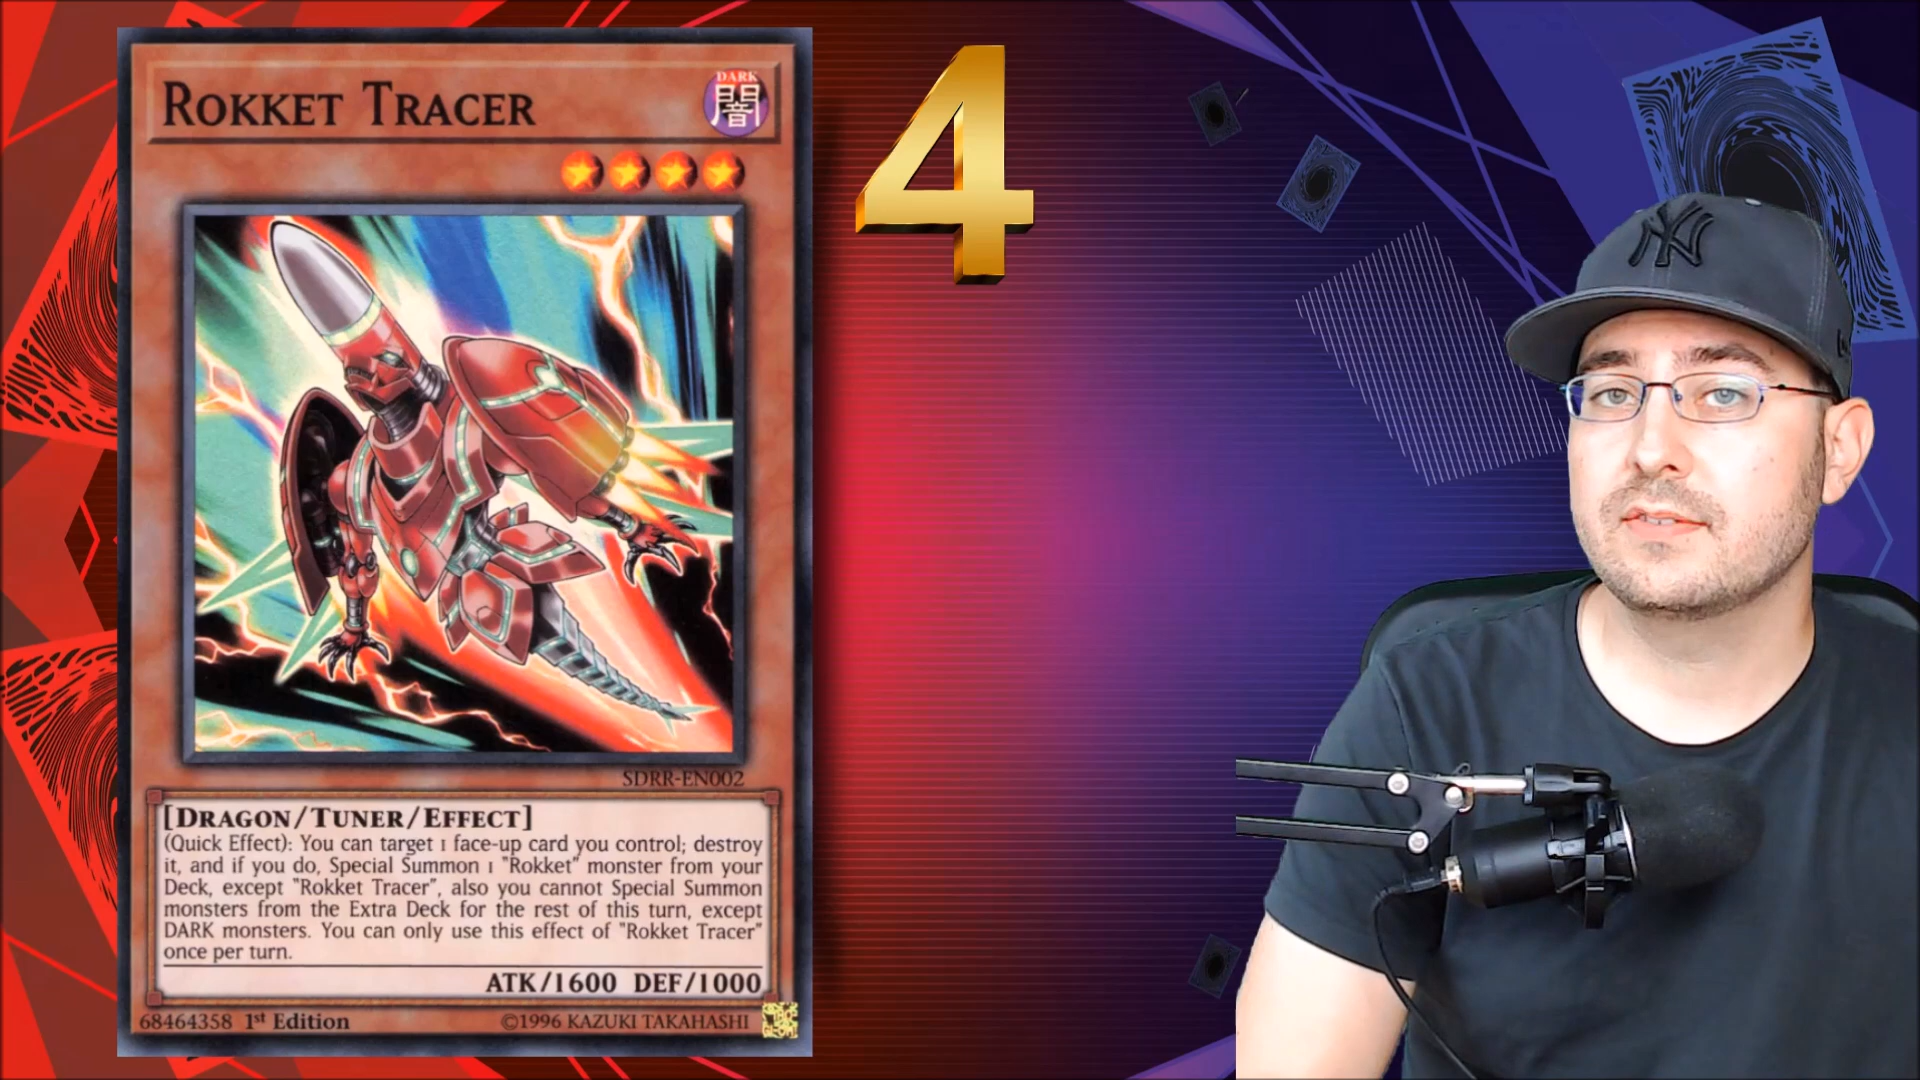 ROKKET TRACER
DARK
闇
4
SDRR-EN002
[DRAGON/TUNER/EFFECT]
(Quick Effect): You can target 1 face-up card you control; destroy
it, and if you do, Special Summon 1 "Rokket" monster from your
Deck, except "Rokket Tracer", also you cannot Special Summon
monsters from the Extra Deck for the rest of this turn, except
DARK monsters. You can only use this effect of "Rokket Tracer"
once per turn.
ATK/1600 DEF/1000
68464358 1st Edition
©1996 KAZUKI TAKAHASHI
NY